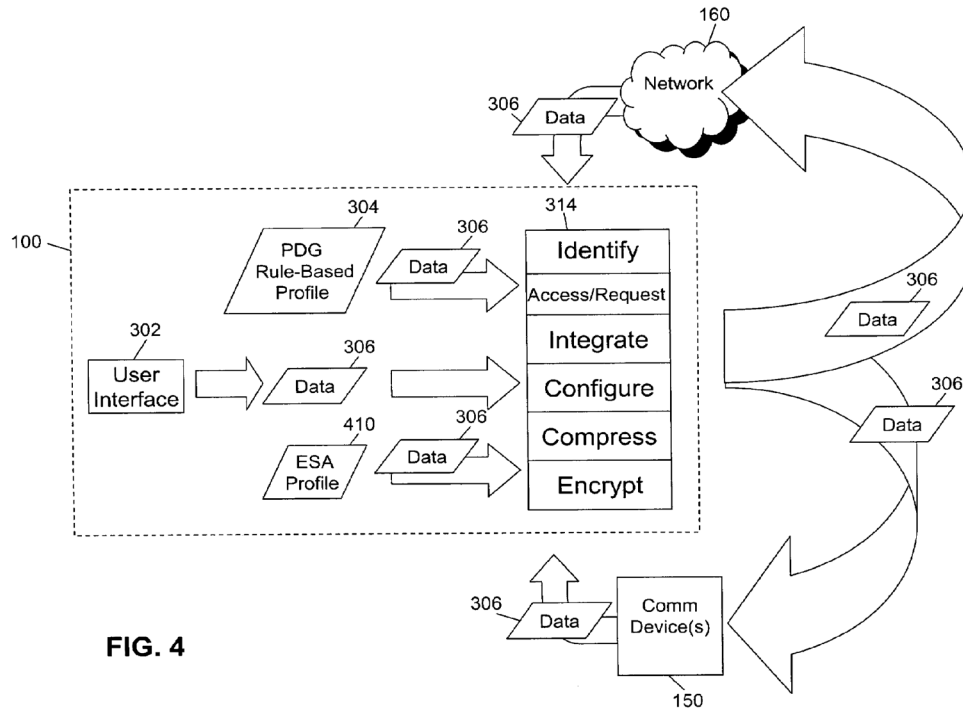 160
Network
306
Data
314
304
100
PDG
Rule-Based
Profile
306
Data
Identify
Access/Request
306
Data
302
User
Interface
306
Data
Integrate
Configure
306
Data
410
ESA
Profile
306
Data
Compress
Encrypt
306
Data
Comm
Device(s)
FIG. 4
150